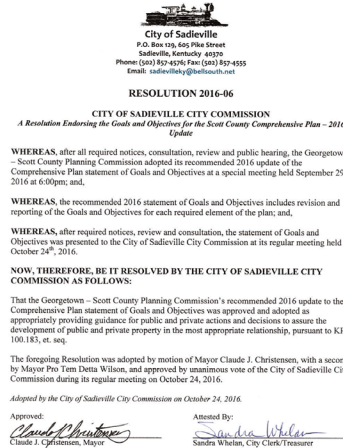 City of Sadieville
P.O. Box 129, 605 Pike Street
Sadieville, Kentucky 40370
Phone: (502) 857-4576; Fax: (502) 857-4555
Email: sadievilleky@bellsouth.net
RESOLUTION 2016-06
CITY OF SADIEVILLE CITY COMMISSION
A Resolution Endorsing the Goals and Objectives for the Scott County Comprehensive Plan – 2016
Update
WHEREAS, after all required notices, consultation, review and public hearing, the Georgetow
– Scott County Planning Commission adopted its recommended 2016 update of the
Comprehensive Plan statement of Goals and Objectives at a special meeting held September 29
2016 at 6:00pm; and,
WHEREAS, the recommended 2016 statement of Goals and Objectives includes revision and
reporting of the Goals and Objectives for each required element of the plan; and,
WHEREAS, after required notices, review and consultation, the statement of Goals and
Objectives was presented to the City of Sadieville City Commission at its regular meeting held
October 24th, 2016.
NOW, THEREFORE, BE IT RESOLVED BY THE CITY OF SADIEVILLE CITY
COMMISSION AS FOLLOWS:
That the Georgetown – Scott County Planning Commission's recommended 2016 update to the
Comprehensive Plan statement of Goals and Objectives was approved and adopted as
appropriately providing guidance for public and private actions and decisions to assure the
development of public and private property in the most appropriate relationship, pursuant to KR
100.183, et. seq.
The foregoing Resolution was adopted by motion of Mayor Claude J. Christensen, with a secon
by Mayor Pro Tem Detta Wilson, and approved by unanimous vote of the City of Sadieville Cit
Commission during its regular meeting on October 24, 2016.
Adopted by the City of Sadieville City Commission on October 24, 2016.
Approved: Attested By:
Claude J Christensen Sandra Whelan
Claude J. Christensen, Mayor Sandra Whelan, City Clerk/Treasurer